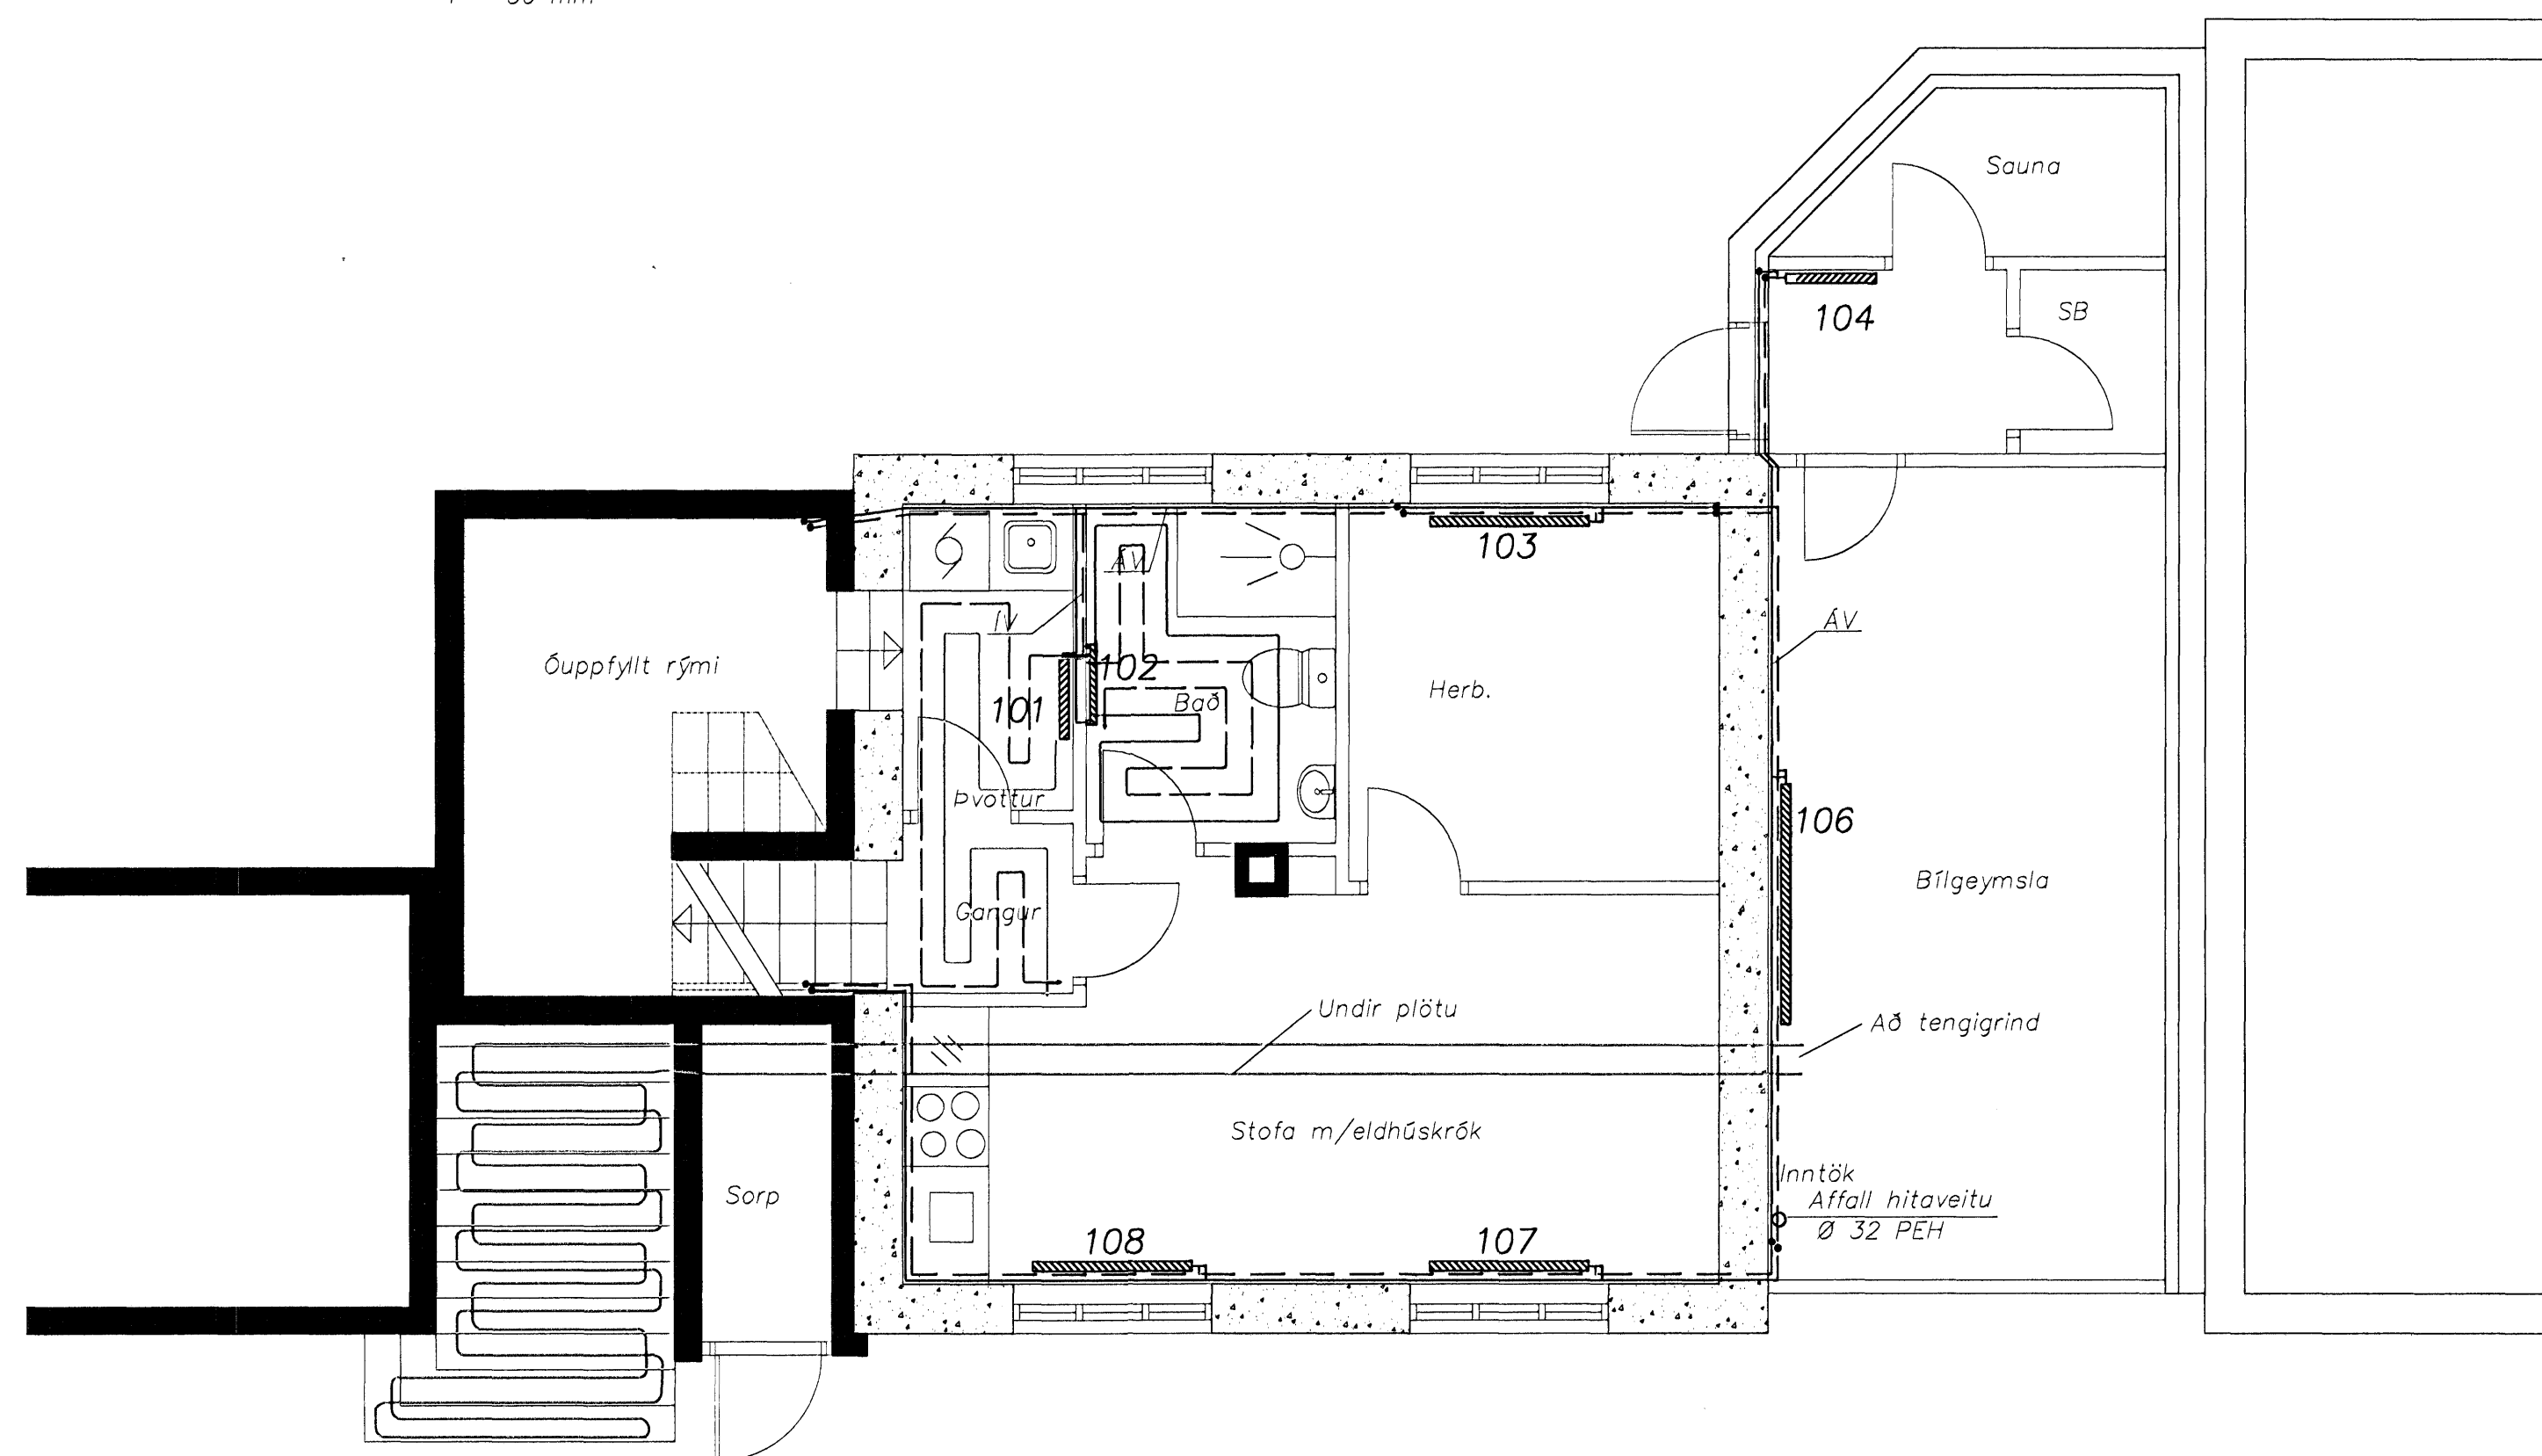 Sauna
104
SB
103
ÁV
ÍV
ÁV
Óuppfyllt rými
102
101
Bað
Herb.
Þvottur
106
Bílgeymsla
Gangur
Undir plötu
Að tengigrind
Stofa m/eldhúskrók
Sorp
Inntök
Affall hitaveitu
Ø 32 PEH
108
107